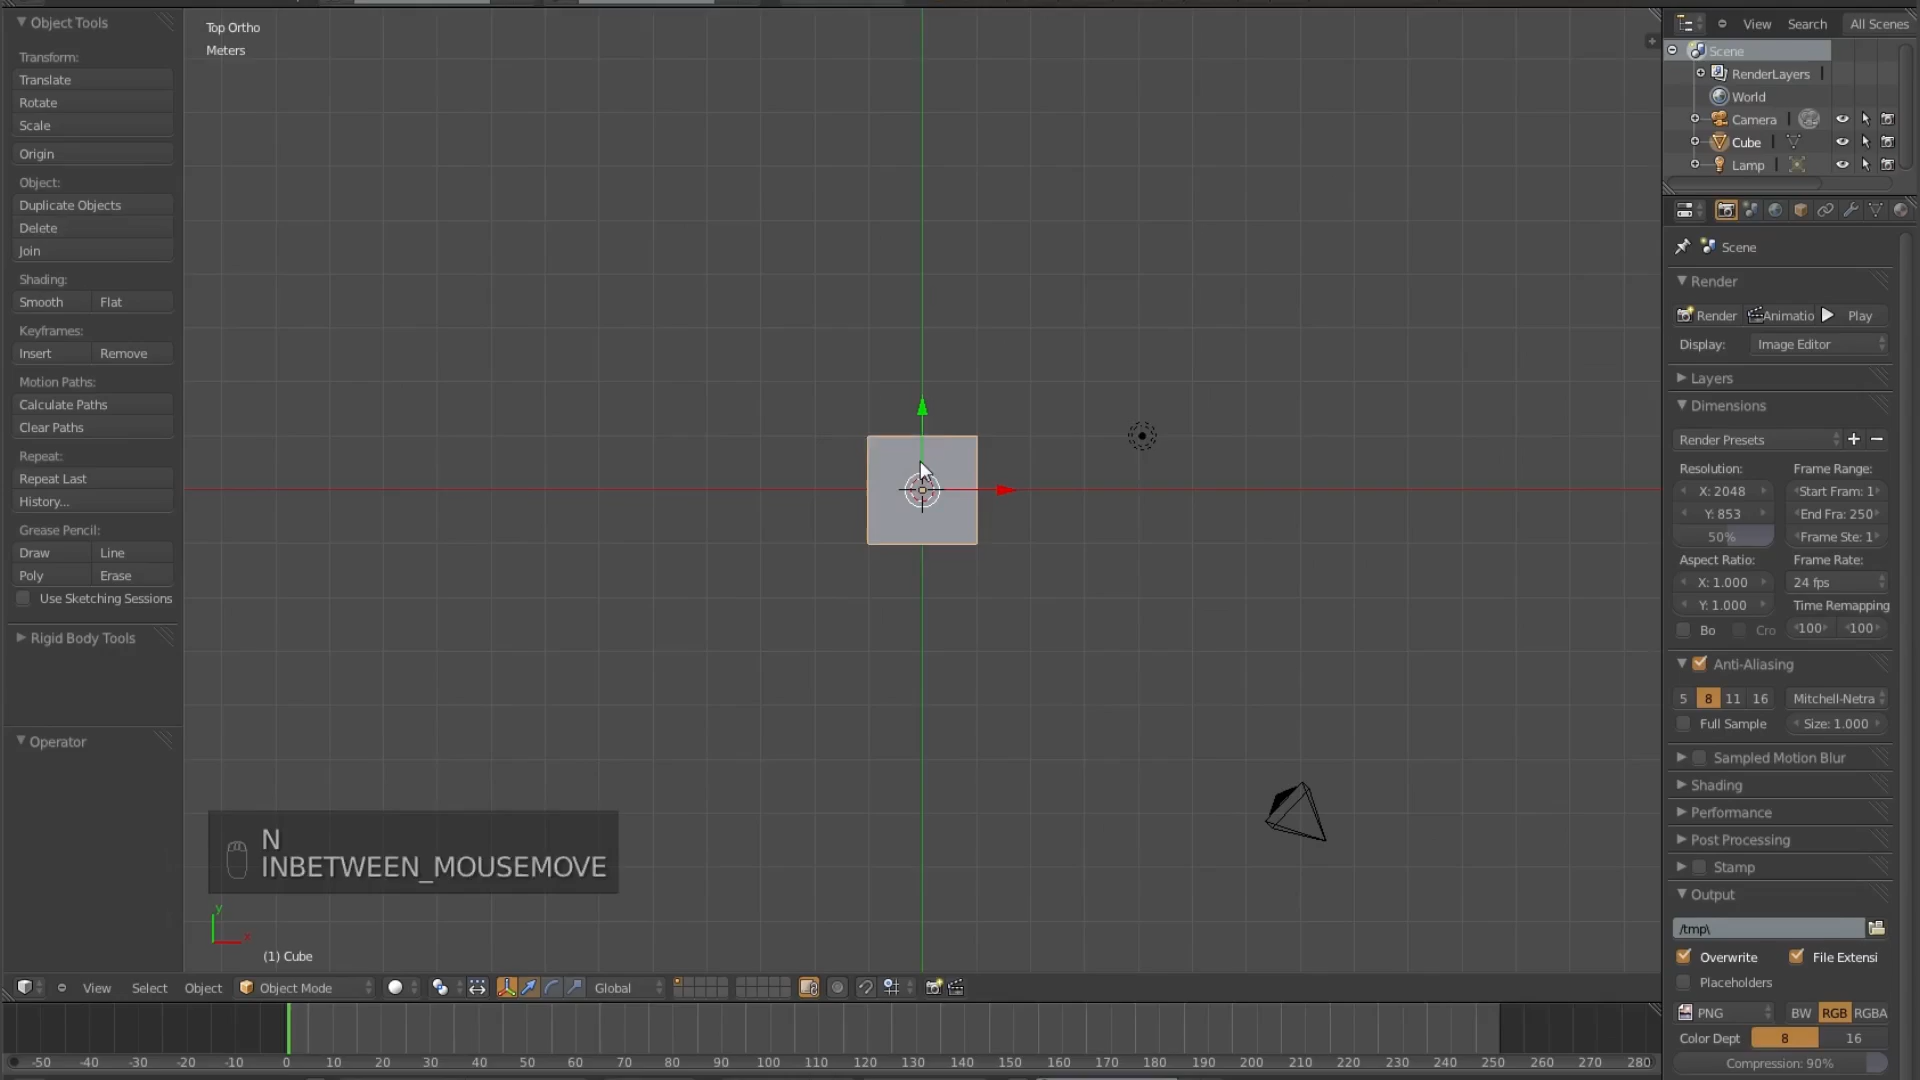 Object Tools
Transform:
Translate
Rotate
Scale
Origin
Object:
Duplicate Objects
Delete
Join
Shading:
Smooth Flat
Keyframes:
Insert Remove
Motion Paths:
Calculate Paths
Clear Paths
Repeat:
Repeat Last
History...
Grease Pencil:
Draw Line
Poly Erase
Use Sketching Sessions
Rigid Body Tools
Operator
Top Ortho
Meters
N
INBETWEEN_MOUSEMOVE
y
x
(1) Cube
View Select Object Object Mode Global
-50 -40 -30 -20 -10 0 10 20 30 40 50 60 70 80 90 100 110 120 130 140 150 160 170 180 190 200 210 220 230 240 250 260 270 280
View Search All Scenes
Scene
RenderLayers
World
Camera
Cube
Lamp
Scene
Render
Render Animatio Play
Display: Image Editor
Layers
Dimensions
Render Presets
Resolution: Frame Range:
X: 2048 Start Fram: 1
Y: 853 End Fra: 250
50% Frame Ste: 1
Aspect Ratio: Frame Rate:
X: 1.000 24 fps
Y: 1.000 Time Remapping
Bo Cro 100 100
Anti-Aliasing
5 8 11 16 Mitchell-Netra
Full Sample Size: 1.000
Sampled Motion Blur
Shading
Performance
Post Processing
Stamp
Output
/tmp\
Overwrite File Extensi
Placeholders
PNG BW RGB RGBA
Color Dept 8 16
Compression: 90%